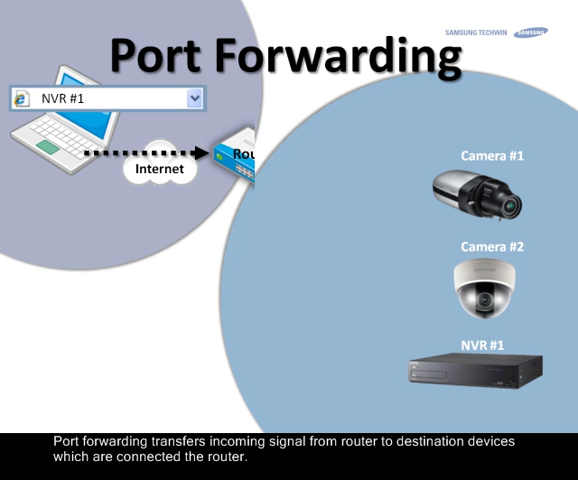 SAMSUNG TECHWIN SAMSUNG
Port Forwarding
NVR #1
Internet
Camera #1
Camera #2
NVR #1
Port forwarding transfers incoming signal from router to destination devices
which are connected the router.